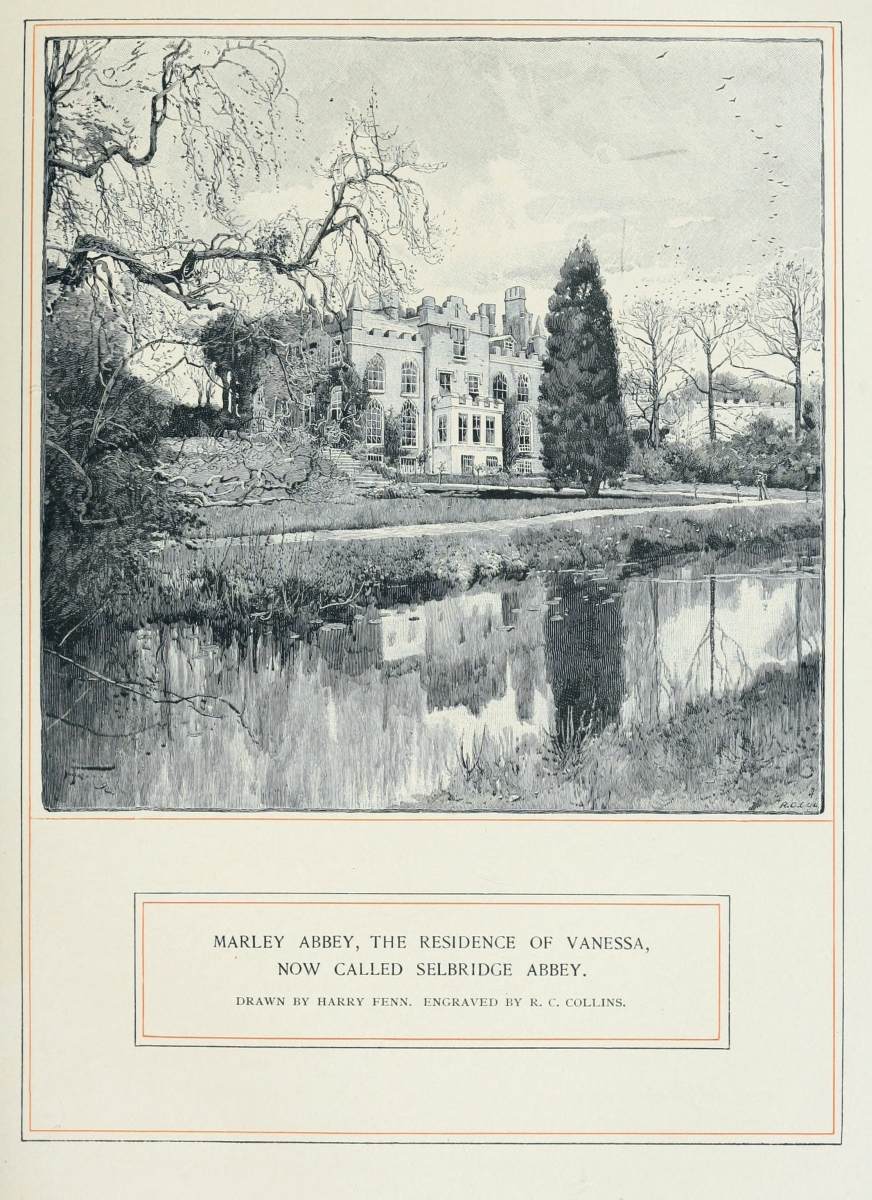 MARLEY ABBEY, THE RESIDENCE OF VANESSA,
NOW CALLED SELBRIDGE ABBEY.
DRAWN BY HARRY FENN. ENGRAVED BY R. C. COLLINS.